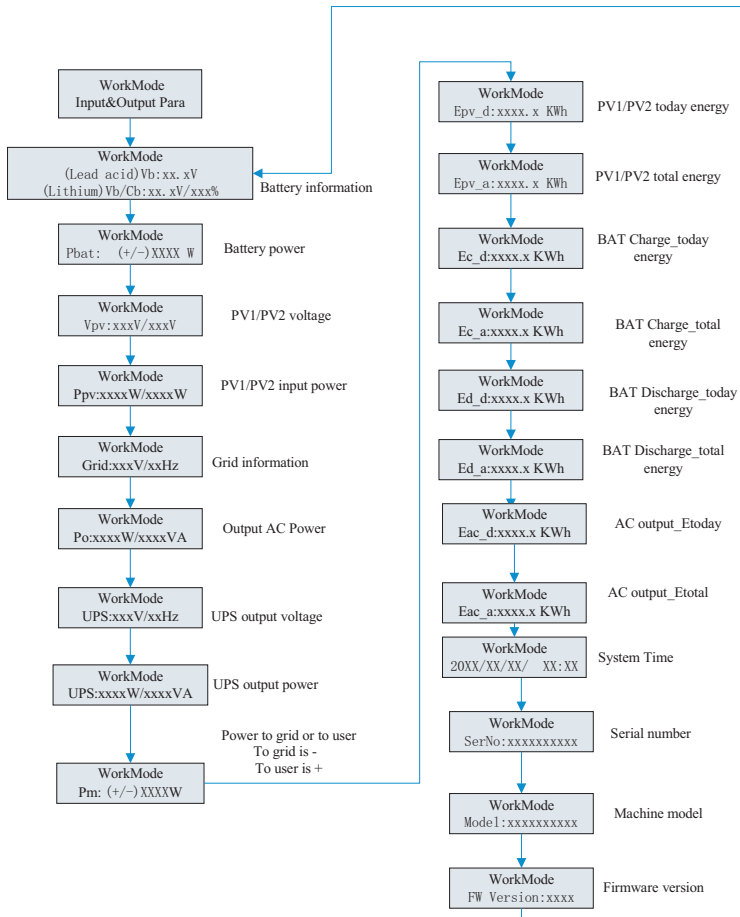 WorkMode
Input&Output Para
WorkMode
(Lead acid)Vb:xx.xV
(Lithium)Vb/Cb:xx.xV/xxx%
Battery information
WorkMode
Pbat: (+/-)XXXX W
Battery power
WorkMode
Vpv:xxxV/xxxV
PV1/PV2 voltage
WorkMode
Ppv:xxxxW/xxxxW
PV1/PV2 input power
WorkMode
Grid:xxxV/xxHz
Grid information
WorkMode
Po:xxxxW/xxxxVA
Output AC Power
WorkMode
UPS:xxxV/xxHz
UPS output voltage
WorkMode
UPS:xxxxW/xxxxVA
UPS output power
WorkMode
Pm: (+/-)XXXXW
Power to grid or to user
To grid is -
To user is +
WorkMode
Epv_d:xxxx.x KWh
PV1/PV2 today energy
WorkMode
Epv_a:xxxx.x KWh
PV1/PV2 total energy
WorkMode
Ec_d:xxxx.x KWh
BAT Charge_today
energy
WorkMode
Ec_a:xxxx.x KWh
BAT Charge_total
energy
WorkMode
Ed_d:xxxx.x KWh
BAT Discharge_today
energy
WorkMode
Ed_a:xxxx.x KWh
BAT Discharge_total
energy
WorkMode
Eac_d:xxxx.x KWh
AC output_Etoday
WorkMode
Eac_a:xxxx.x KWh
AC output_Etotal
WorkMode
20XX/XX/XX/ XX:XX
System Time
WorkMode
SerNo:xxxxxxxxxx
Serial number
WorkMode
Model:xxxxxxxxxx
Machine model
WorkMode
FW Version:xxxx
Firmware version